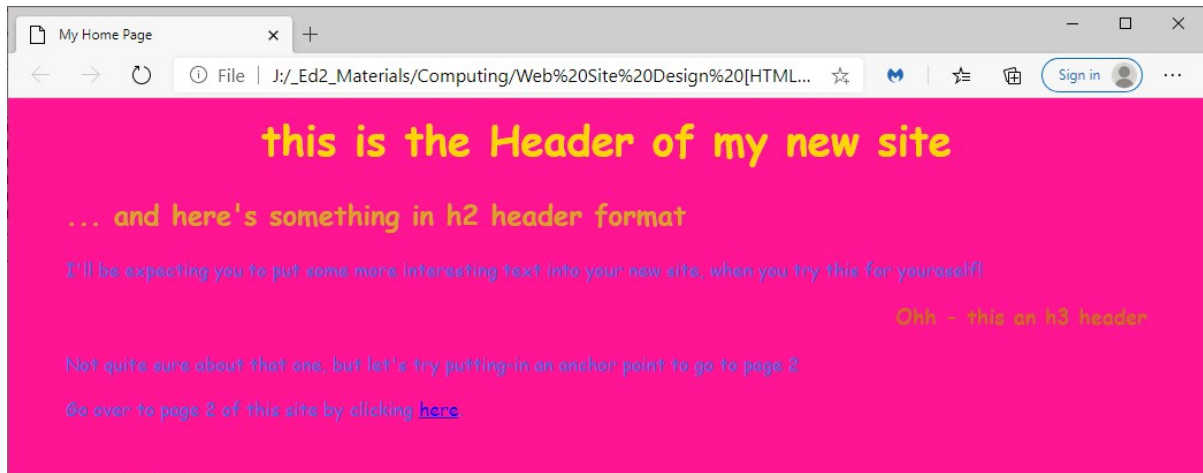 My Home Page
File | J:/_Ed2_Materials/Computing/Web%20Site%20Design%20[HTML...
Sign in
this is the Header of my new site
... and here's something in h2 header format
I'll be expecting you to put some more interesting text into your new site, when you try this for youraself!
Ohh - this an h3 header
Not quite sure about that one, but let's try putting-in an anchor point to go to page 2
Go over to page 2 of this site by clicking here